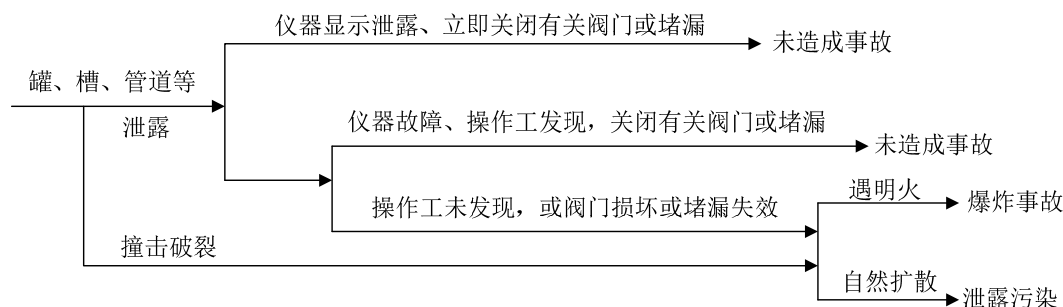 仪器显示泄露、立即关闭有关阀门或堵漏
未造成事故
罐、槽、管道等
泄露
仪器故障、操作工发现，关闭有关阀门或堵漏
未造成事故
操作工未发现，或阀门损坏或堵漏失效
遇明火
爆炸事故
撞击破裂
自然扩散
泄露污染